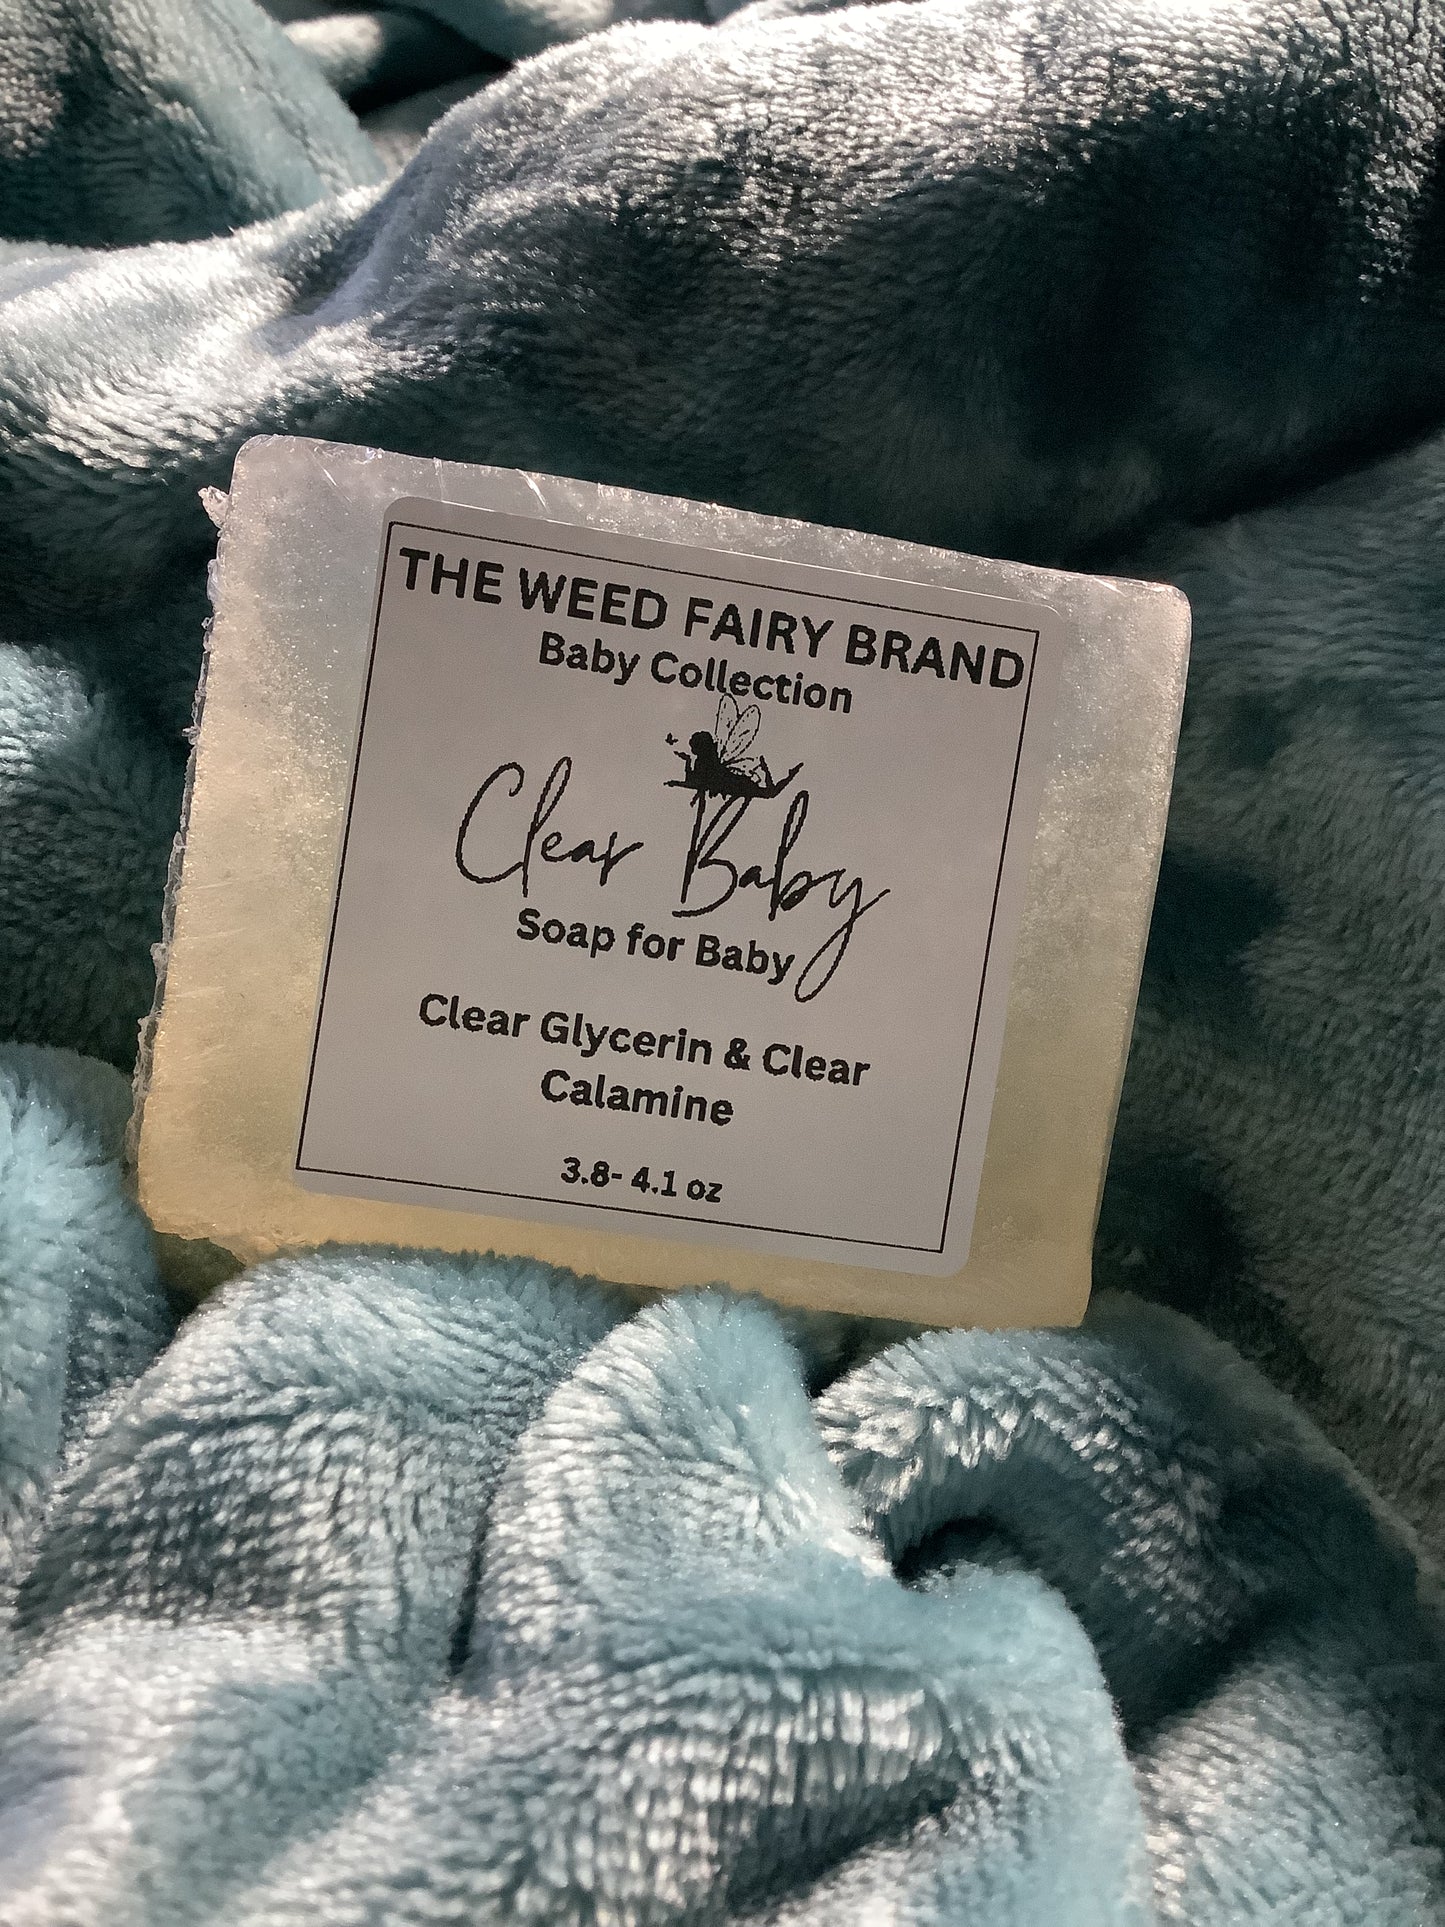 THE WEED FAIRY BRAND
Baby Collection
Clear Baby
Soap for Baby
Clear Glycerin & Clear
Calamine
3.8- 4.1 oz